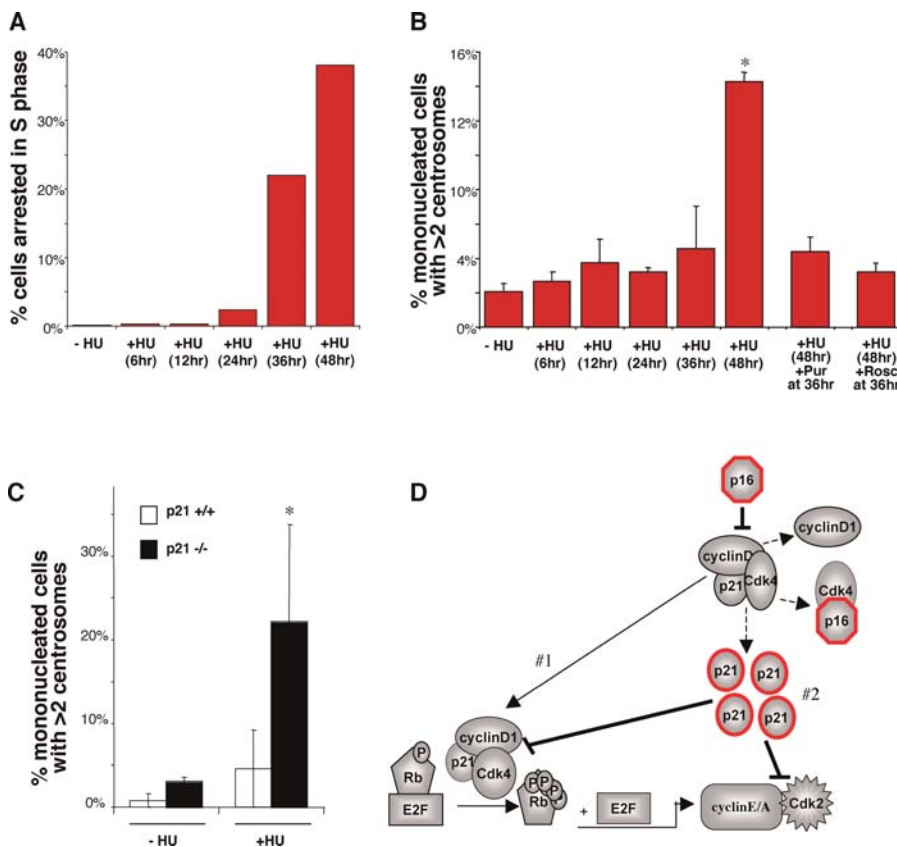 A
% cells arrested in S phase
40%
30%
20%
10%
0%
- HU
+HU
(6hr)
+HU
(12hr)
+HU
(24hr)
+HU
(36hr)
+HU
(48hr)
B
% mononucleated cells
with >2 centrosomes
16%
12%
10%
4%
0%
*
- HU
+HU
(6hr)
+HU
(12hr)
+HU
(24hr)
+HU
(36hr)
+HU
(48hr)
+HU
(48hr)
+Pur
at 36hr
+HU
(48hr)
+Rosc
at 36hr
C
p21 +/+
p21 -/-
% mononucleated cells
with >2 centrosomes
30%
20%
10%
0%
*
- HU
+HU
D
p16
cyclinD
p21
Cdk4
cyclinD1
Cdk4
p16
#1
p21
p21
p21
p21
#2
cyclinD1
p21
Cdk4
P
Rb
E2F
P
P
P
P
Rb
+
E2F
cyclinE/A
Cdk2